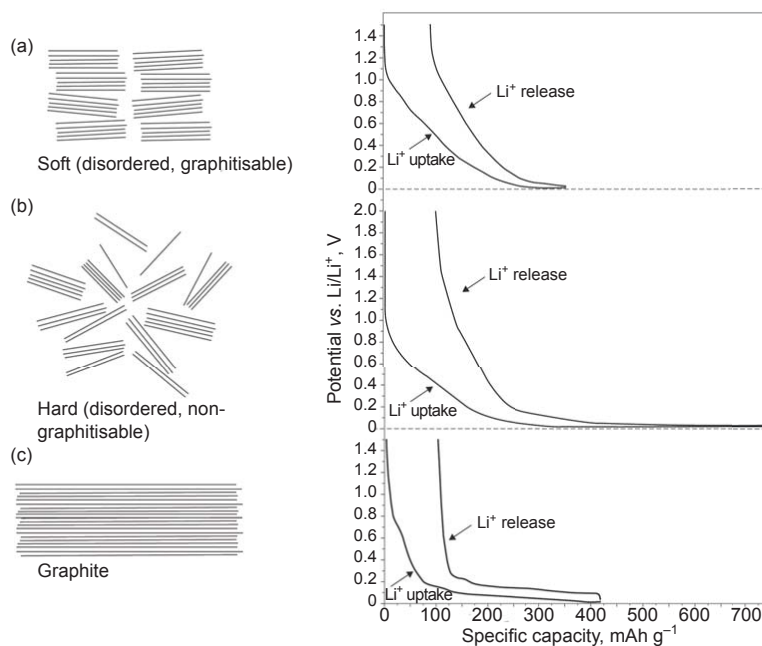 (a)
Soft (disordered, graphitisable)
(b)
Hard (disordered, non-
graphitisable)
(c)
Graphite
Potential vs. Li/Li⁺, V
1.4
1.2
1.0
0.8
0.6
0.4
0.2
0
Li⁺ release
Li⁺ uptake
2.0
1.8
1.6
1.4
1.2
1.0
0.8
0.6
0.4
0.2
0
Li⁺ release
Li⁺ uptake
1.4
1.2
1.0
0.8
0.6
0.4
0.2
0.0
Li⁺ release
Li⁺ uptake
0 100 200 300 400 500 600 700
Specific capacity, mAh g⁻¹